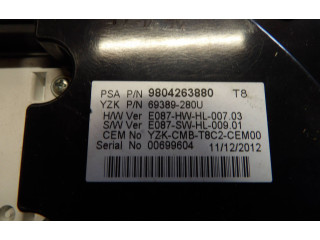 PSA P/N 9804263880 T8
YZK P/N 69389-280U
H/W Ver E087-HW-HL-007.03
S/W Ver E087-SW-HL-009.01
CEM No YZK-CMB-T8C2-CEM00
Serial No 00699604 11/12/2012